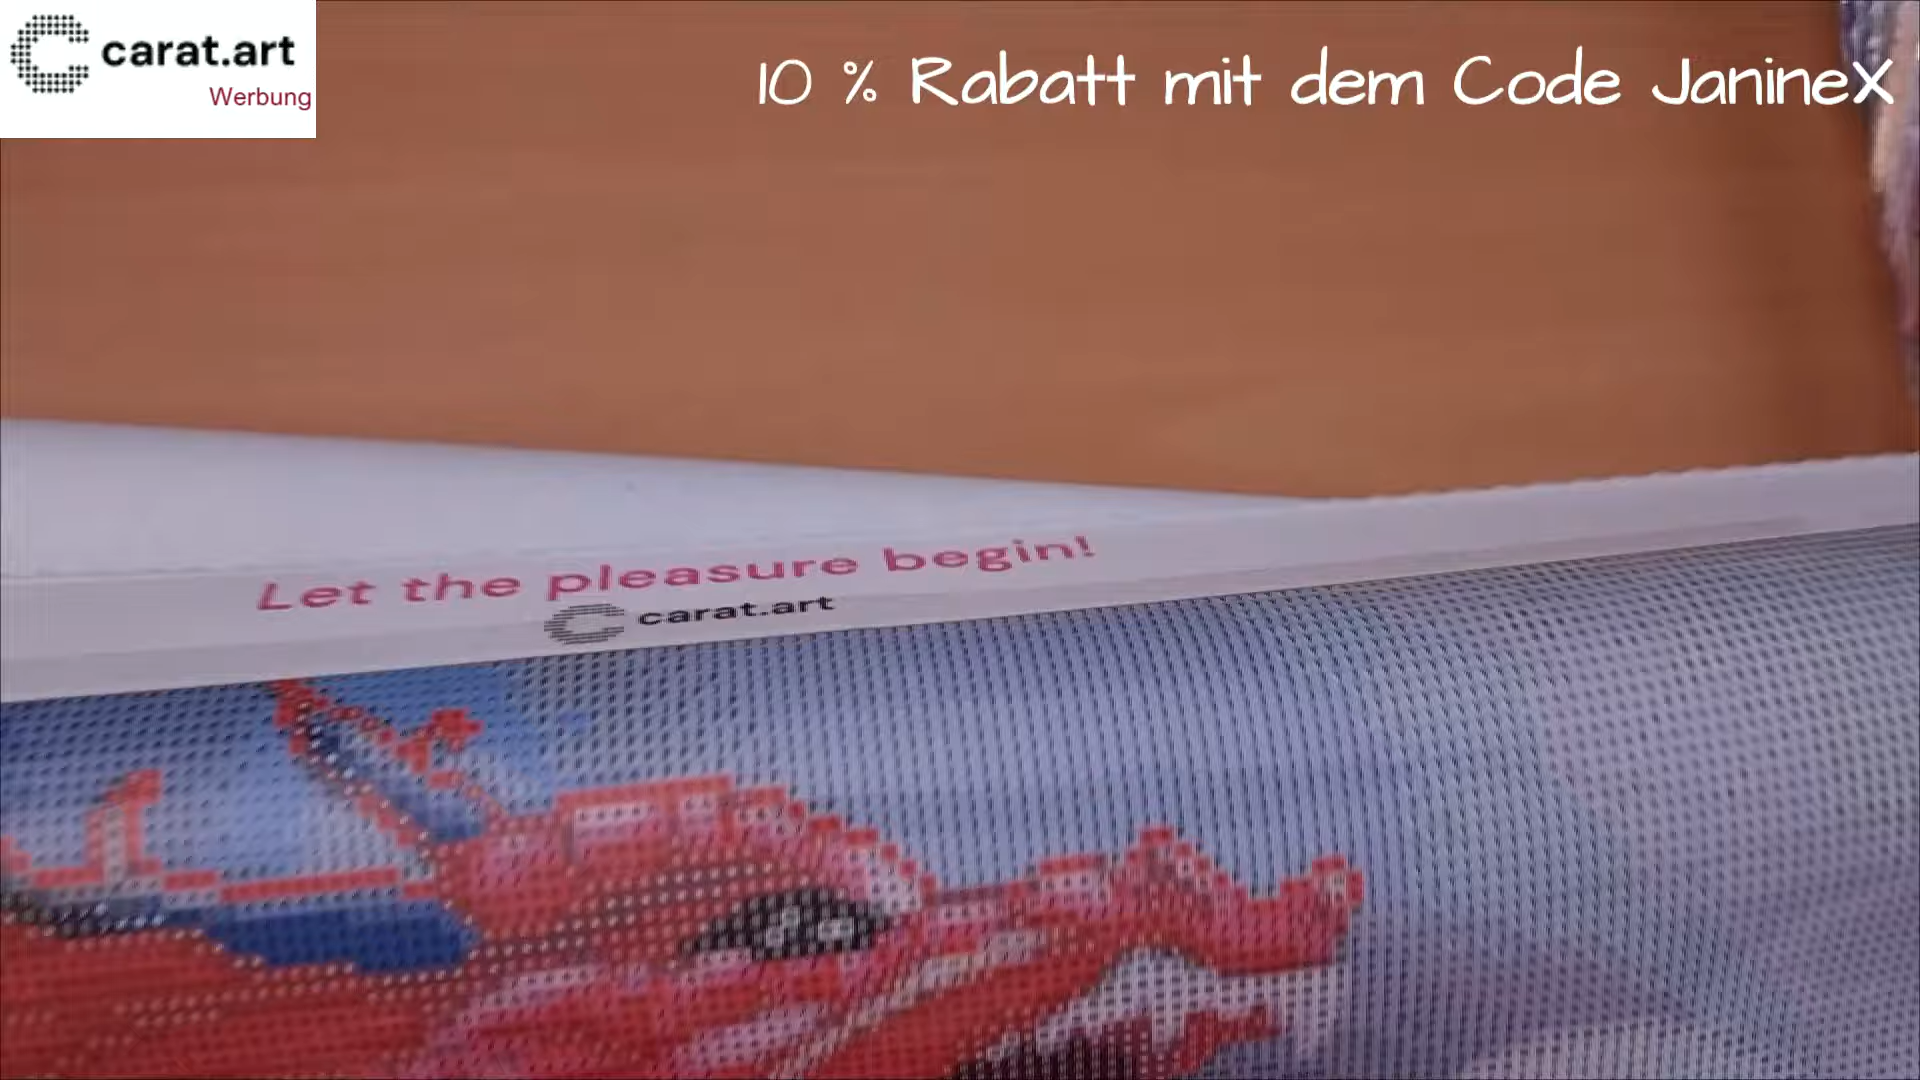 carat.art
Werbung
10 % Rabatt mit dem Code JanineX
Let the pleasure begin!
carat.art